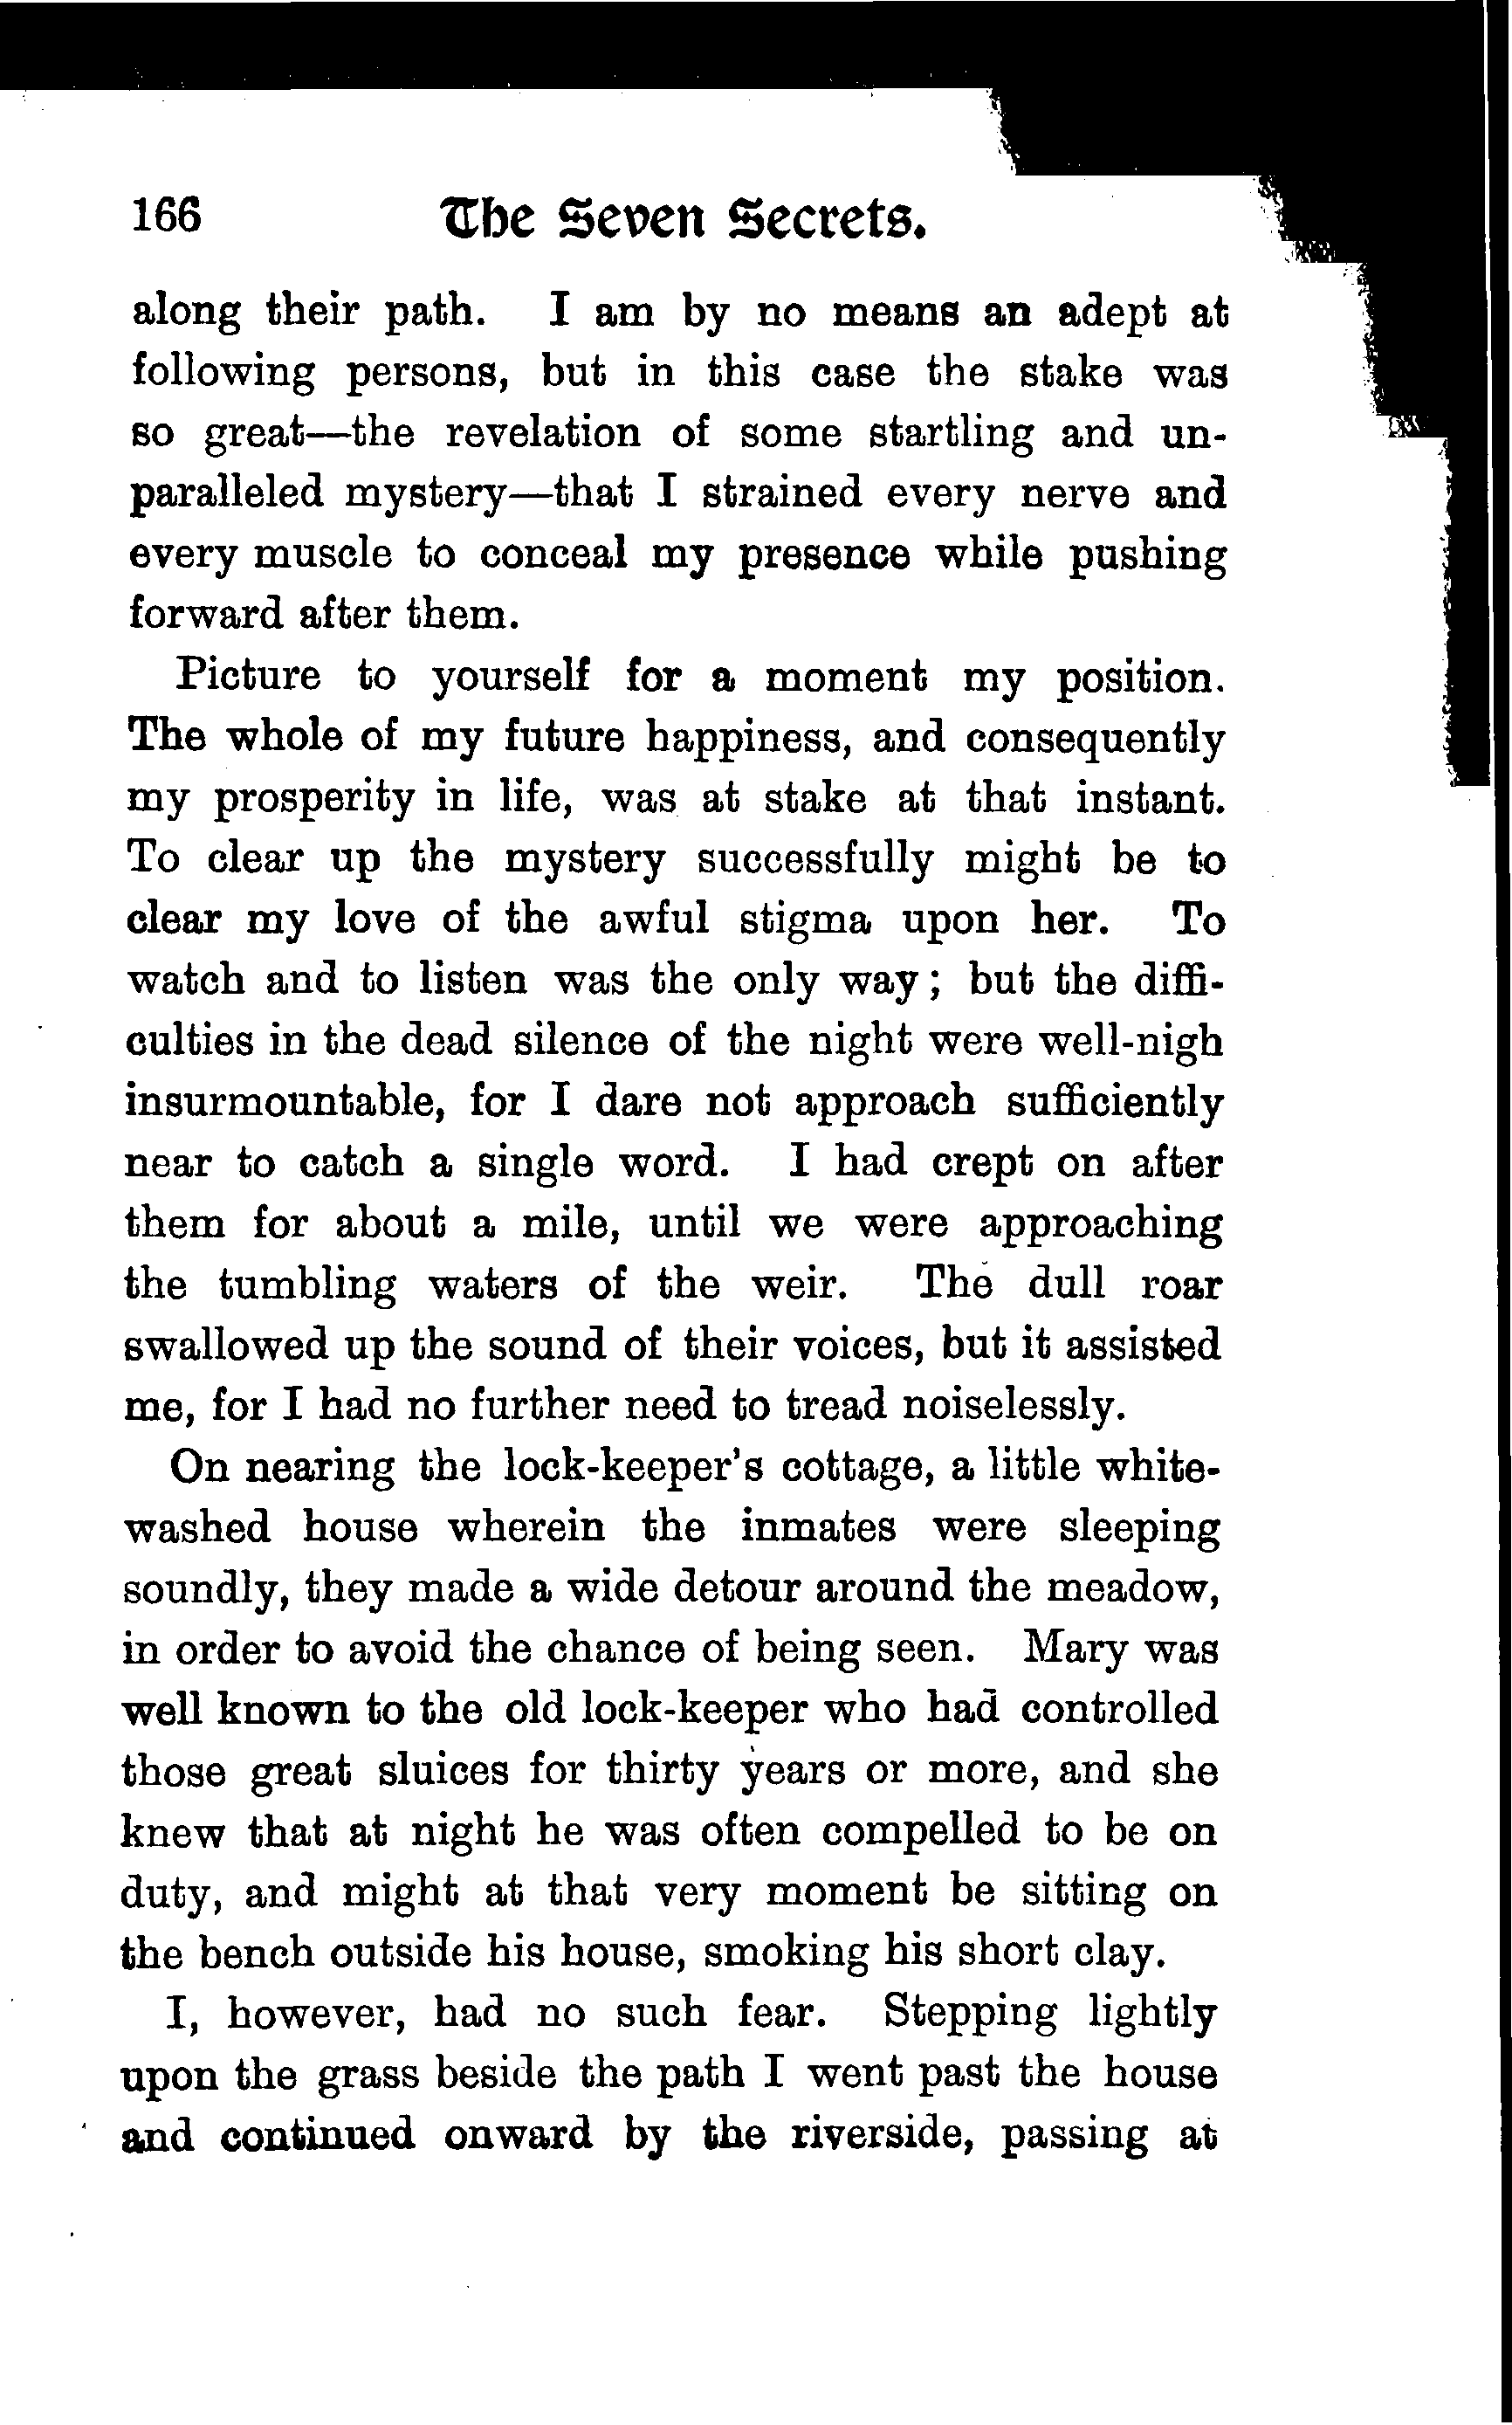 166 The Seven Secrets.
along their path. I am by no means an adept at
following persons, but in this case the stake was
so great—the revelation of some startling and un-
paralleled mystery—that I strained every nerve and
every muscle to conceal my presence while pushing
forward after them.
Picture to yourself for a moment my position.
The whole of my future happiness, and consequently
my prosperity in life, was at stake at that instant.
To clear up the mystery successfully might be to
clear my love of the awful stigma upon her. To
watch and to listen was the only way; but the diffi-
culties in the dead silence of the night were well-nigh
insurmountable, for I dare not approach sufficiently
near to catch a single word. I had crept on after
them for about a mile, until we were approaching
the tumbling waters of the weir. The dull roar
swallowed up the sound of their voices, but it assisted
me, for I had no further need to tread noiselessly.
On nearing the lock-keeper's cottage, a little white-
washed house wherein the inmates were sleeping
soundly, they made a wide detour around the meadow,
in order to avoid the chance of being seen. Mary was
well known to the old lock-keeper who had controlled
those great sluices for thirty years or more, and she
knew that at night he was often compelled to be on
duty, and might at that very moment be sitting on
the bench outside his house, smoking his short clay.
I, however, had no such fear. Stepping lightly
upon the grass beside the path I went past the house
and continued onward by the riverside, passing at